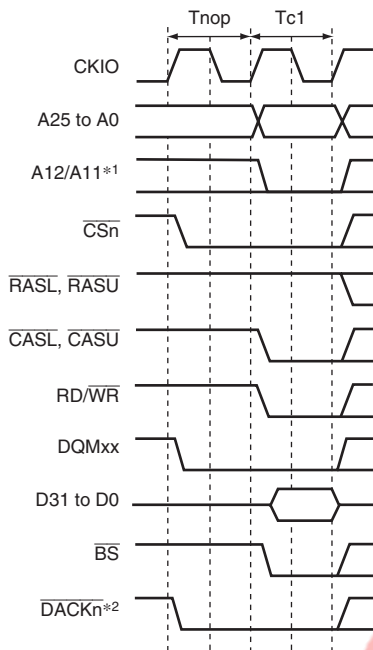 Tnop Tc1
CKIO
A25 to A0
A12/A11*1
CSn
RASL, RASU
CASL, CASU
RD/WR
DQMxx
D31 to D0
BS
DACKn*2